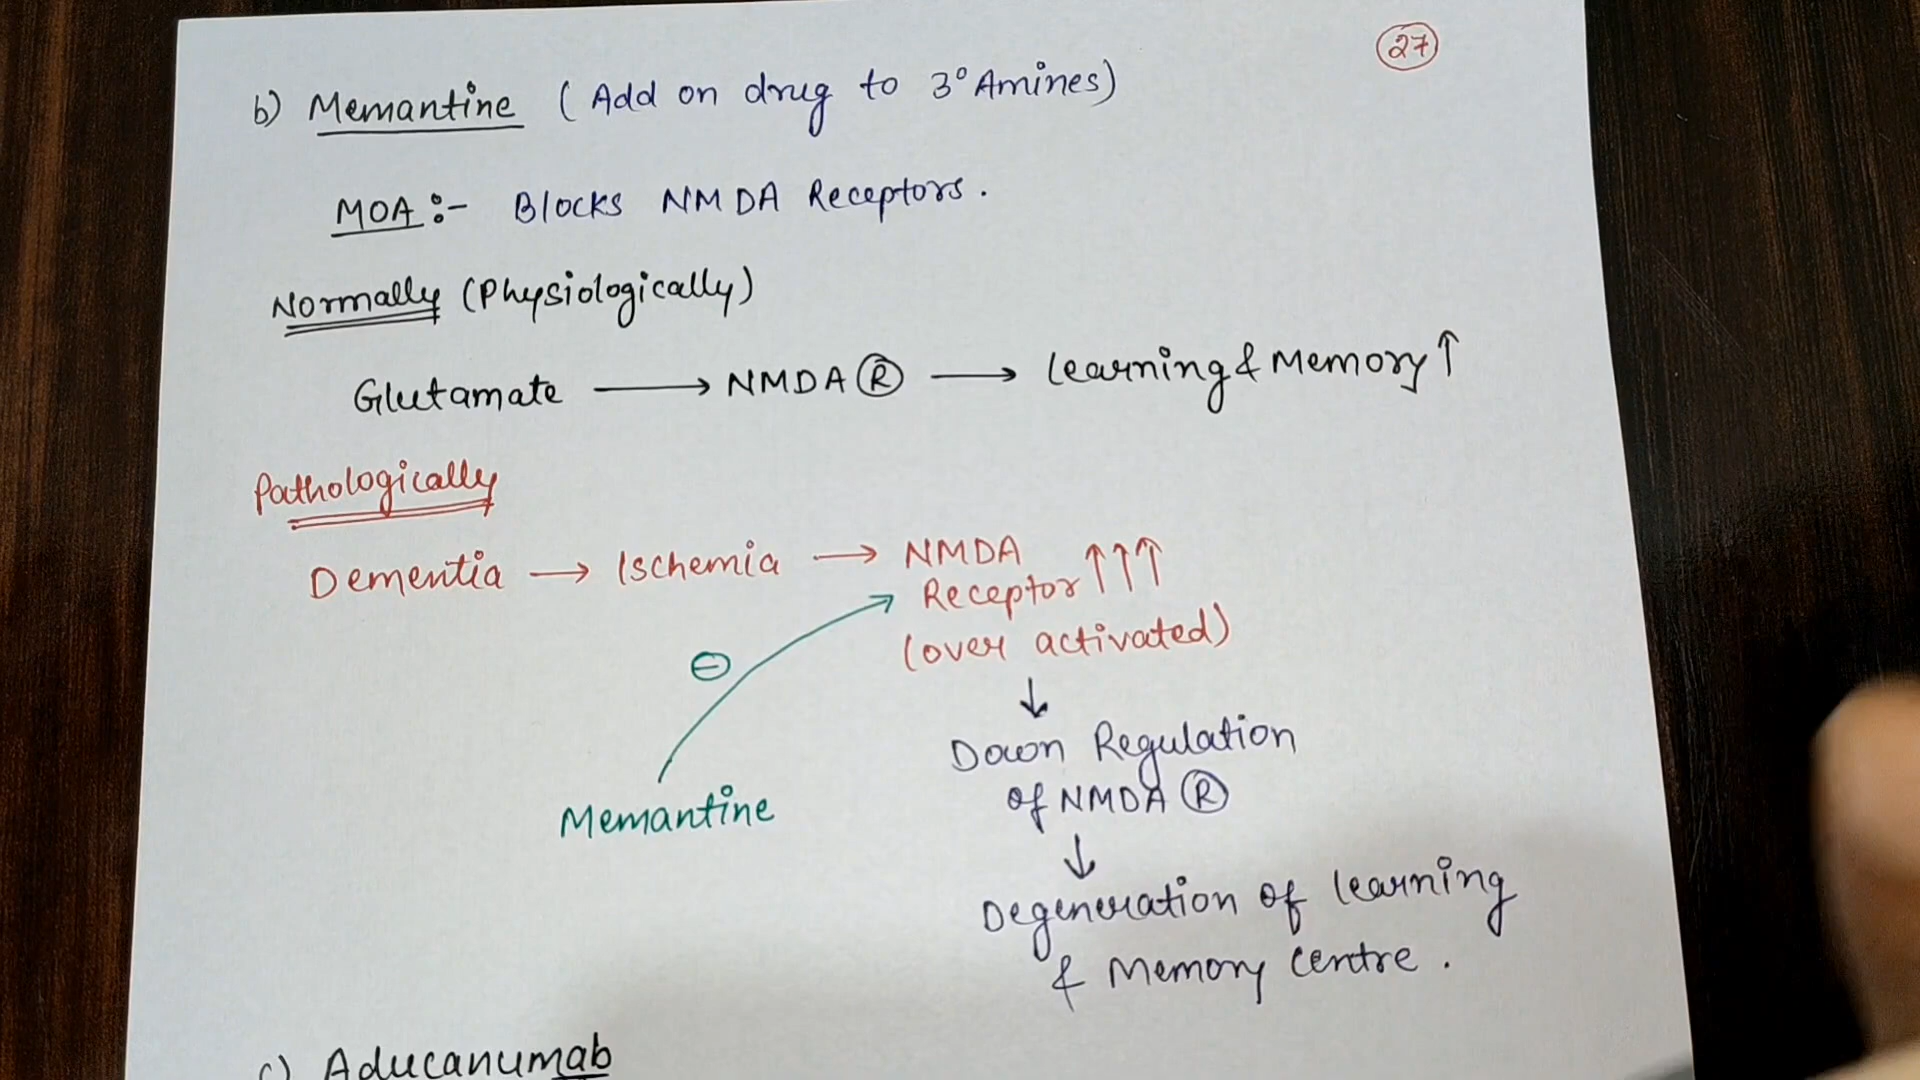 27
b) Memantine (Add on drug to 3° Amines)
MOA :- Blocks NMDA Receptors.
Normally (Physiologically)
Glutamate → NMDA Ⓡ → Learning & Memory ↑
Pathologically
Dementia → Ischemia → NMDA
Receptor ↑↑↑
(over activated)
⊖
↓
Down Regulation
Memantine
of NMDA Ⓡ
↓
Degeneration of learning
& Memory centre.
c) Aducanumab